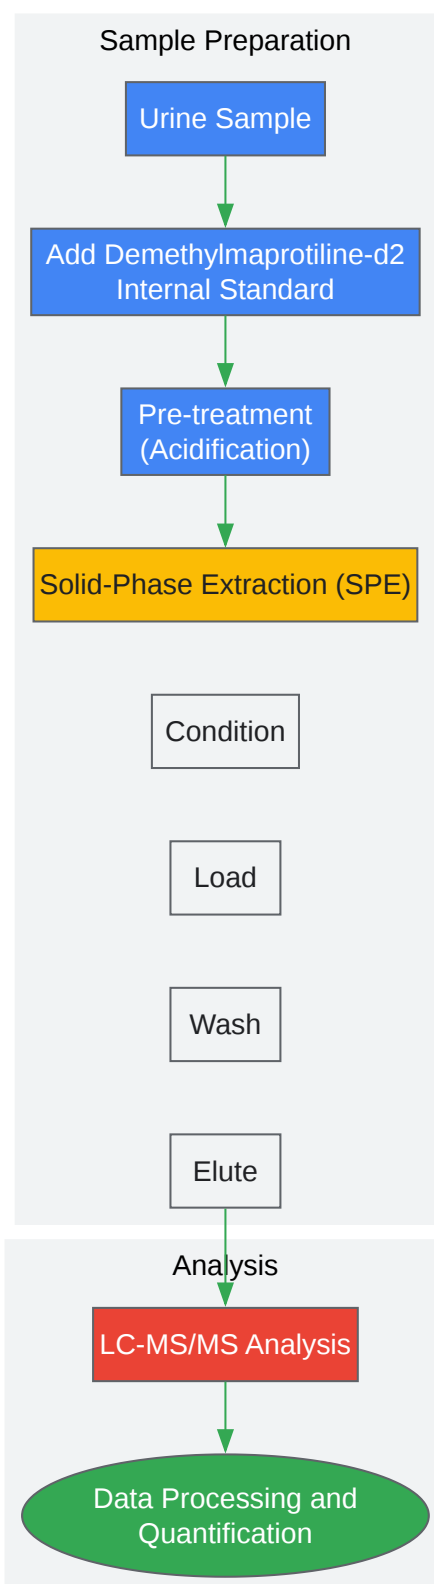 Sample Preparation
Urine Sample
Add Demethylmaprotiline-d2
Internal Standard
Pre-treatment
(Acidification)
Solid-Phase Extraction (SPE)
Condition
Load
Wash
Elute
Analysis
LC-MS/MS Analysis
Data Processing and
Quantification